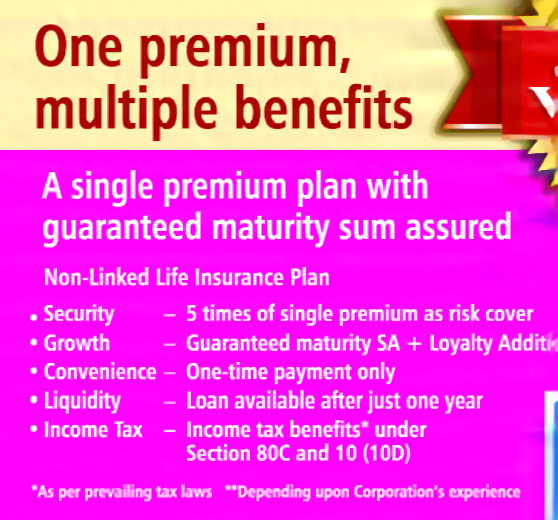 One premium,
multiple benefits
A single premium plan with
guaranteed maturity sum assured
Non-Linked Life Insurance Plan
• Security – 5 times of single premium as risk cover
• Growth – Guaranteed maturity SA + Loyalty
• Convenience – One-time payment only
• Liquidity – Loan available after just one year
• Income Tax – Income tax benefits* under
Section 80C and 10 (10D)
*As per prevailing tax laws **Depending upon Corporation's experience